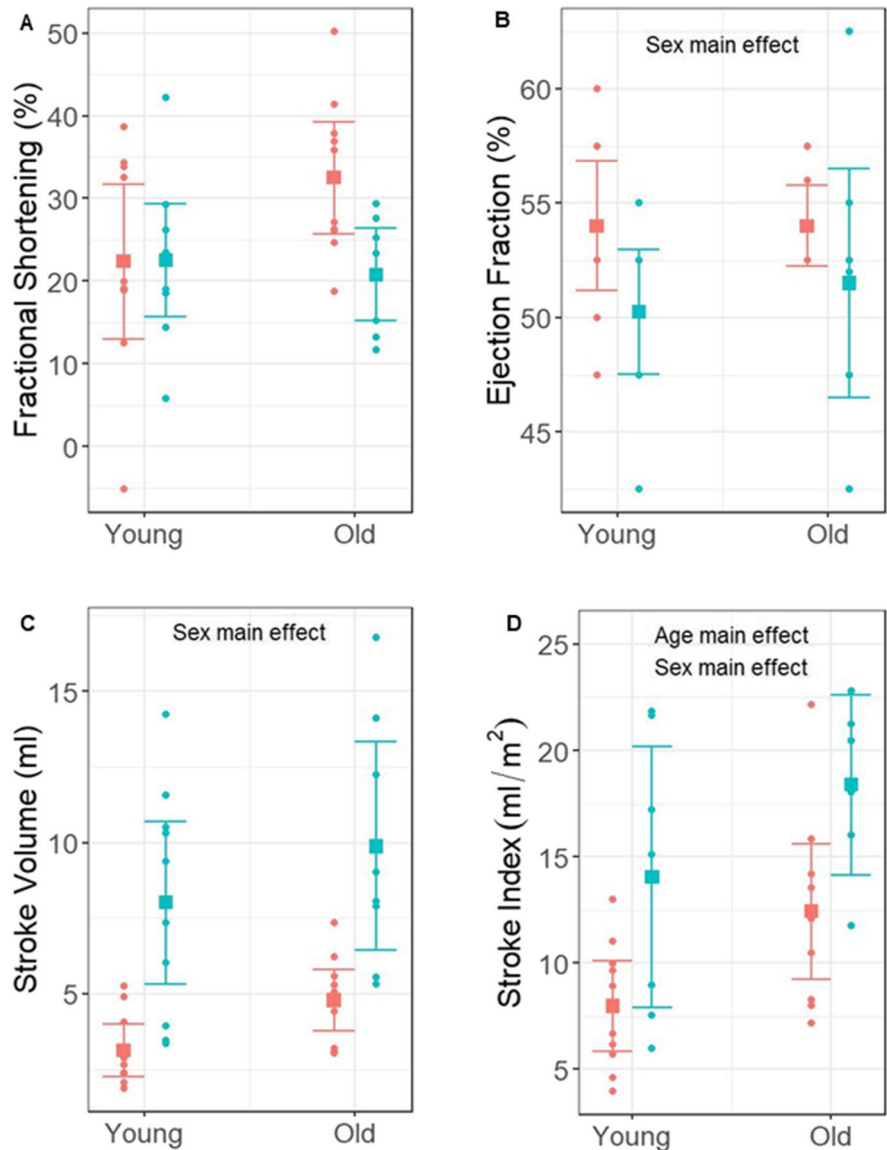 A
Fractional Shortening (%)
50
40
30
20
10
0
Young
Old
B
Sex main effect
Ejection Fraction (%)
60
55
50
45
Young
Old
C
Sex main effect
Stroke Volume (ml)
15
10
5
Young
Old
D
Age main effect
Sex main effect
Stroke Index (ml/m²)
25
20
15
10
5
Young
Old